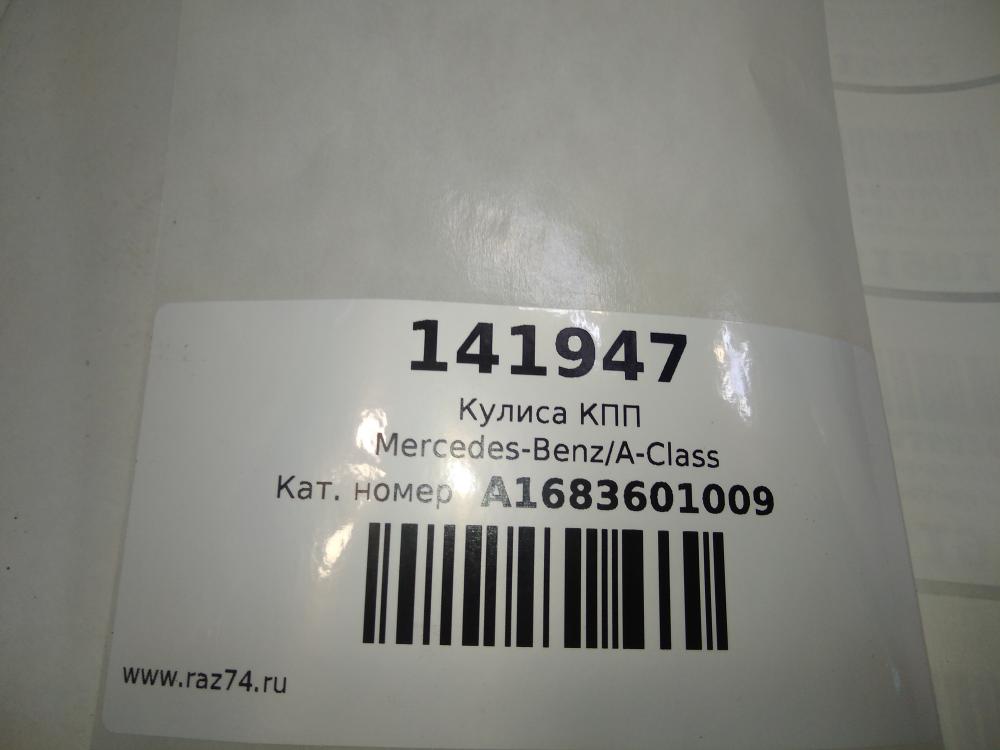 141947
Кулиса КПП
Mercedes-Benz/A-Class
Кат. номер A1683601009
www.raz74.ru